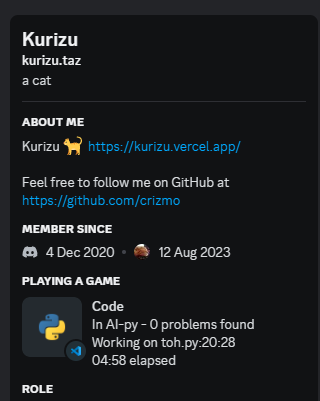 Kurizu
kurizu.taz
a cat
ABOUT ME
Kurizu 🐈 https://kurizu.vercel.app/
Feel free to follow me on GitHub at
https://github.com/crizmo
MEMBER SINCE
4 Dec 2020 • 12 Aug 2023
PLAYING A GAME
Code
In AI-py - 0 problems found
Working on toh.py:20:28
04:58 elapsed
ROLE